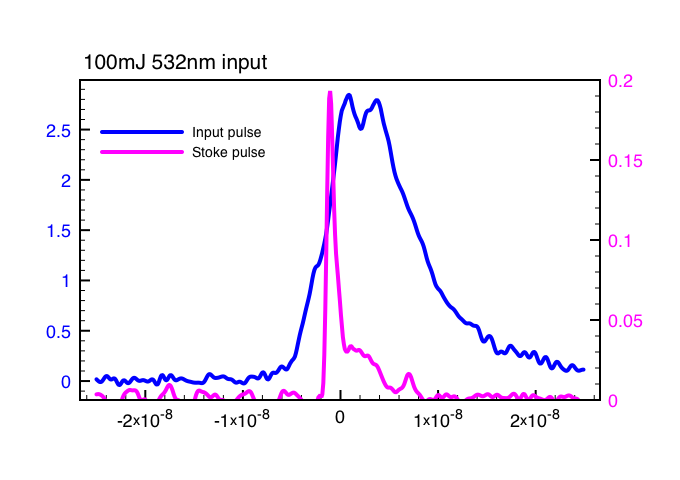 100mJ 532nm input
0.2
2.5
Input pulse
Stoke pulse
0.15
2
1.5
0.1
1
0.5
0.05
0
0
-2x10⁻⁸
-1x10⁻⁸
0
1x10⁻⁸
2x10⁻⁸